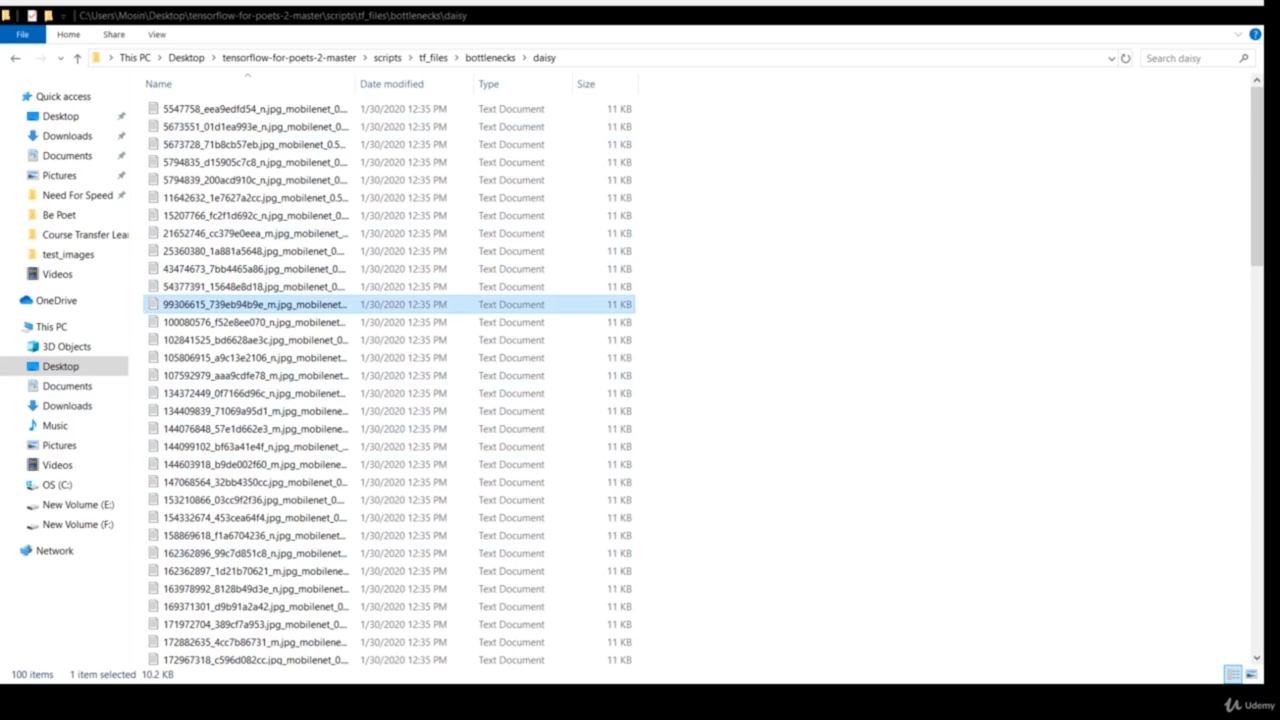 C:\Users\Mosin\Desktop\tensorflow-for-poets-2-master\scripts\tf_files\bottlenecks\daisy
File Home Share View
This PC Desktop tensorflow-for-poets-2-master scripts tf_files bottlenecks daisy Search daisy
Name Date modified Type Size
Quick access
Desktop
Downloads
Documents
Pictures
Need For Speed
Be Poet
Course Transfer Lear
test_images
Videos
OneDrive
This PC
3D Objects
Desktop
Documents
Downloads
Music
Pictures
Videos
OS (C:)
New Volume (E:)
New Volume (F:)
Network
5547758_eea9edfd54_n.jpg_mobilenet_0.... 1/30/2020 12:35 PM Text Document 11 KB
5673551_01d1ea993e_n.jpg_mobilenet_0.... 1/30/2020 12:35 PM Text Document 11 KB
5673728_71b8cb57eb.jpg_mobilenet_0.5... 1/30/2020 12:35 PM Text Document 11 KB
5794835_d15905c7c8_n.jpg_mobilenet_0.... 1/30/2020 12:35 PM Text Document 11 KB
5794839_200acd910c_n.jpg_mobilenet_0.... 1/30/2020 12:35 PM Text Document 11 KB
11642632_1e7627a2cc.jpg_mobilenet_0.5... 1/30/2020 12:35 PM Text Document 11 KB
15207766_fc2f1d692c_n.jpg_mobilenet_0.... 1/30/2020 12:35 PM Text Document 11 KB
21652746_cc379e0eea_m.jpg_mobilenet_... 1/30/2020 12:35 PM Text Document 11 KB
25360380_1a881a5648.jpg_mobilenet_0.... 1/30/2020 12:35 PM Text Document 11 KB
43474673_7bb4465a86.jpg_mobilenet_0.... 1/30/2020 12:35 PM Text Document 11 KB
54377391_15648e8d18.jpg_mobilenet_0.... 1/30/2020 12:35 PM Text Document 11 KB
99306615_739eb94b9e_m.jpg_mobilenet... 1/30/2020 12:35 PM Text Document 11 KB
100080576_f52e8ee070_n.jpg_mobilenet... 1/30/2020 12:35 PM Text Document 11 KB
102841525_bd6628ae3c.jpg_mobilenet_0... 1/30/2020 12:35 PM Text Document 11 KB
105806915_a9c13e2106_n.jpg_mobilenet... 1/30/2020 12:35 PM Text Document 11 KB
107592979_aaa9cdfe78_m.jpg_mobilenet... 1/30/2020 12:35 PM Text Document 11 KB
134372449_0f7166d96c_n.jpg_mobilenet... 1/30/2020 12:35 PM Text Document 11 KB
134409839_71069a95d1_m.jpg_mobilene... 1/30/2020 12:35 PM Text Document 11 KB
144076848_57e1d662e3_m.jpg_mobilene... 1/30/2020 12:35 PM Text Document 11 KB
144099102_bf63a41e4f_n.jpg_mobilenet_... 1/30/2020 12:35 PM Text Document 11 KB
144603918_b9de002f60_m.jpg_mobilene... 1/30/2020 12:35 PM Text Document 11 KB
147068564_32bb4350cc.jpg_mobilenet_0... 1/30/2020 12:35 PM Text Document 11 KB
153210866_03cc9f2f36.jpg_mobilenet_0.... 1/30/2020 12:35 PM Text Document 11 KB
154332674_453cea64f4.jpg_mobilenet_0... 1/30/2020 12:35 PM Text Document 11 KB
158869618_f1a6704236_n.jpg_mobilenet... 1/30/2020 12:35 PM Text Document 11 KB
162362896_99c7d851c8_n.jpg_mobilenet... 1/30/2020 12:35 PM Text Document 11 KB
162362897_1d21b70621_m.jpg_mobilene... 1/30/2020 12:35 PM Text Document 11 KB
163978992_8128b49d3e_n.jpg_mobilenet... 1/30/2020 12:35 PM Text Document 11 KB
169371301_d9b91a2a42.jpg_mobilenet_0... 1/30/2020 12:35 PM Text Document 11 KB
171972704_389cf7a953.jpg_mobilenet_0... 1/30/2020 12:35 PM Text Document 11 KB
172882635_4cc7b86731_m.jpg_mobilene... 1/30/2020 12:35 PM Text Document 11 KB
172967318_c596d082cc.jpg_mobilenet_0... 1/30/2020 12:35 PM Text Document 11 KB
100 items 1 item selected 10.2 KB
Udemy